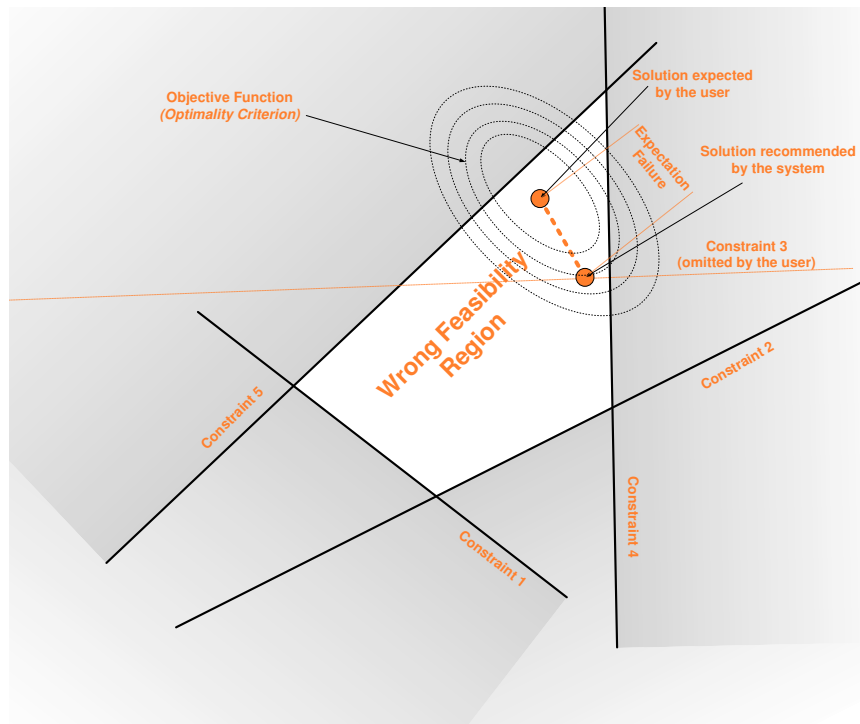 Objective Function
(Optimality Criterion)
Solution expected
by the user
Expectation
Failure
Solution recommended
by the system
Constraint 3
(omitted by the user)
Wrong Feasibility
Region
Constraint 2
Constraint 5
Constraint 4
Constraint 1